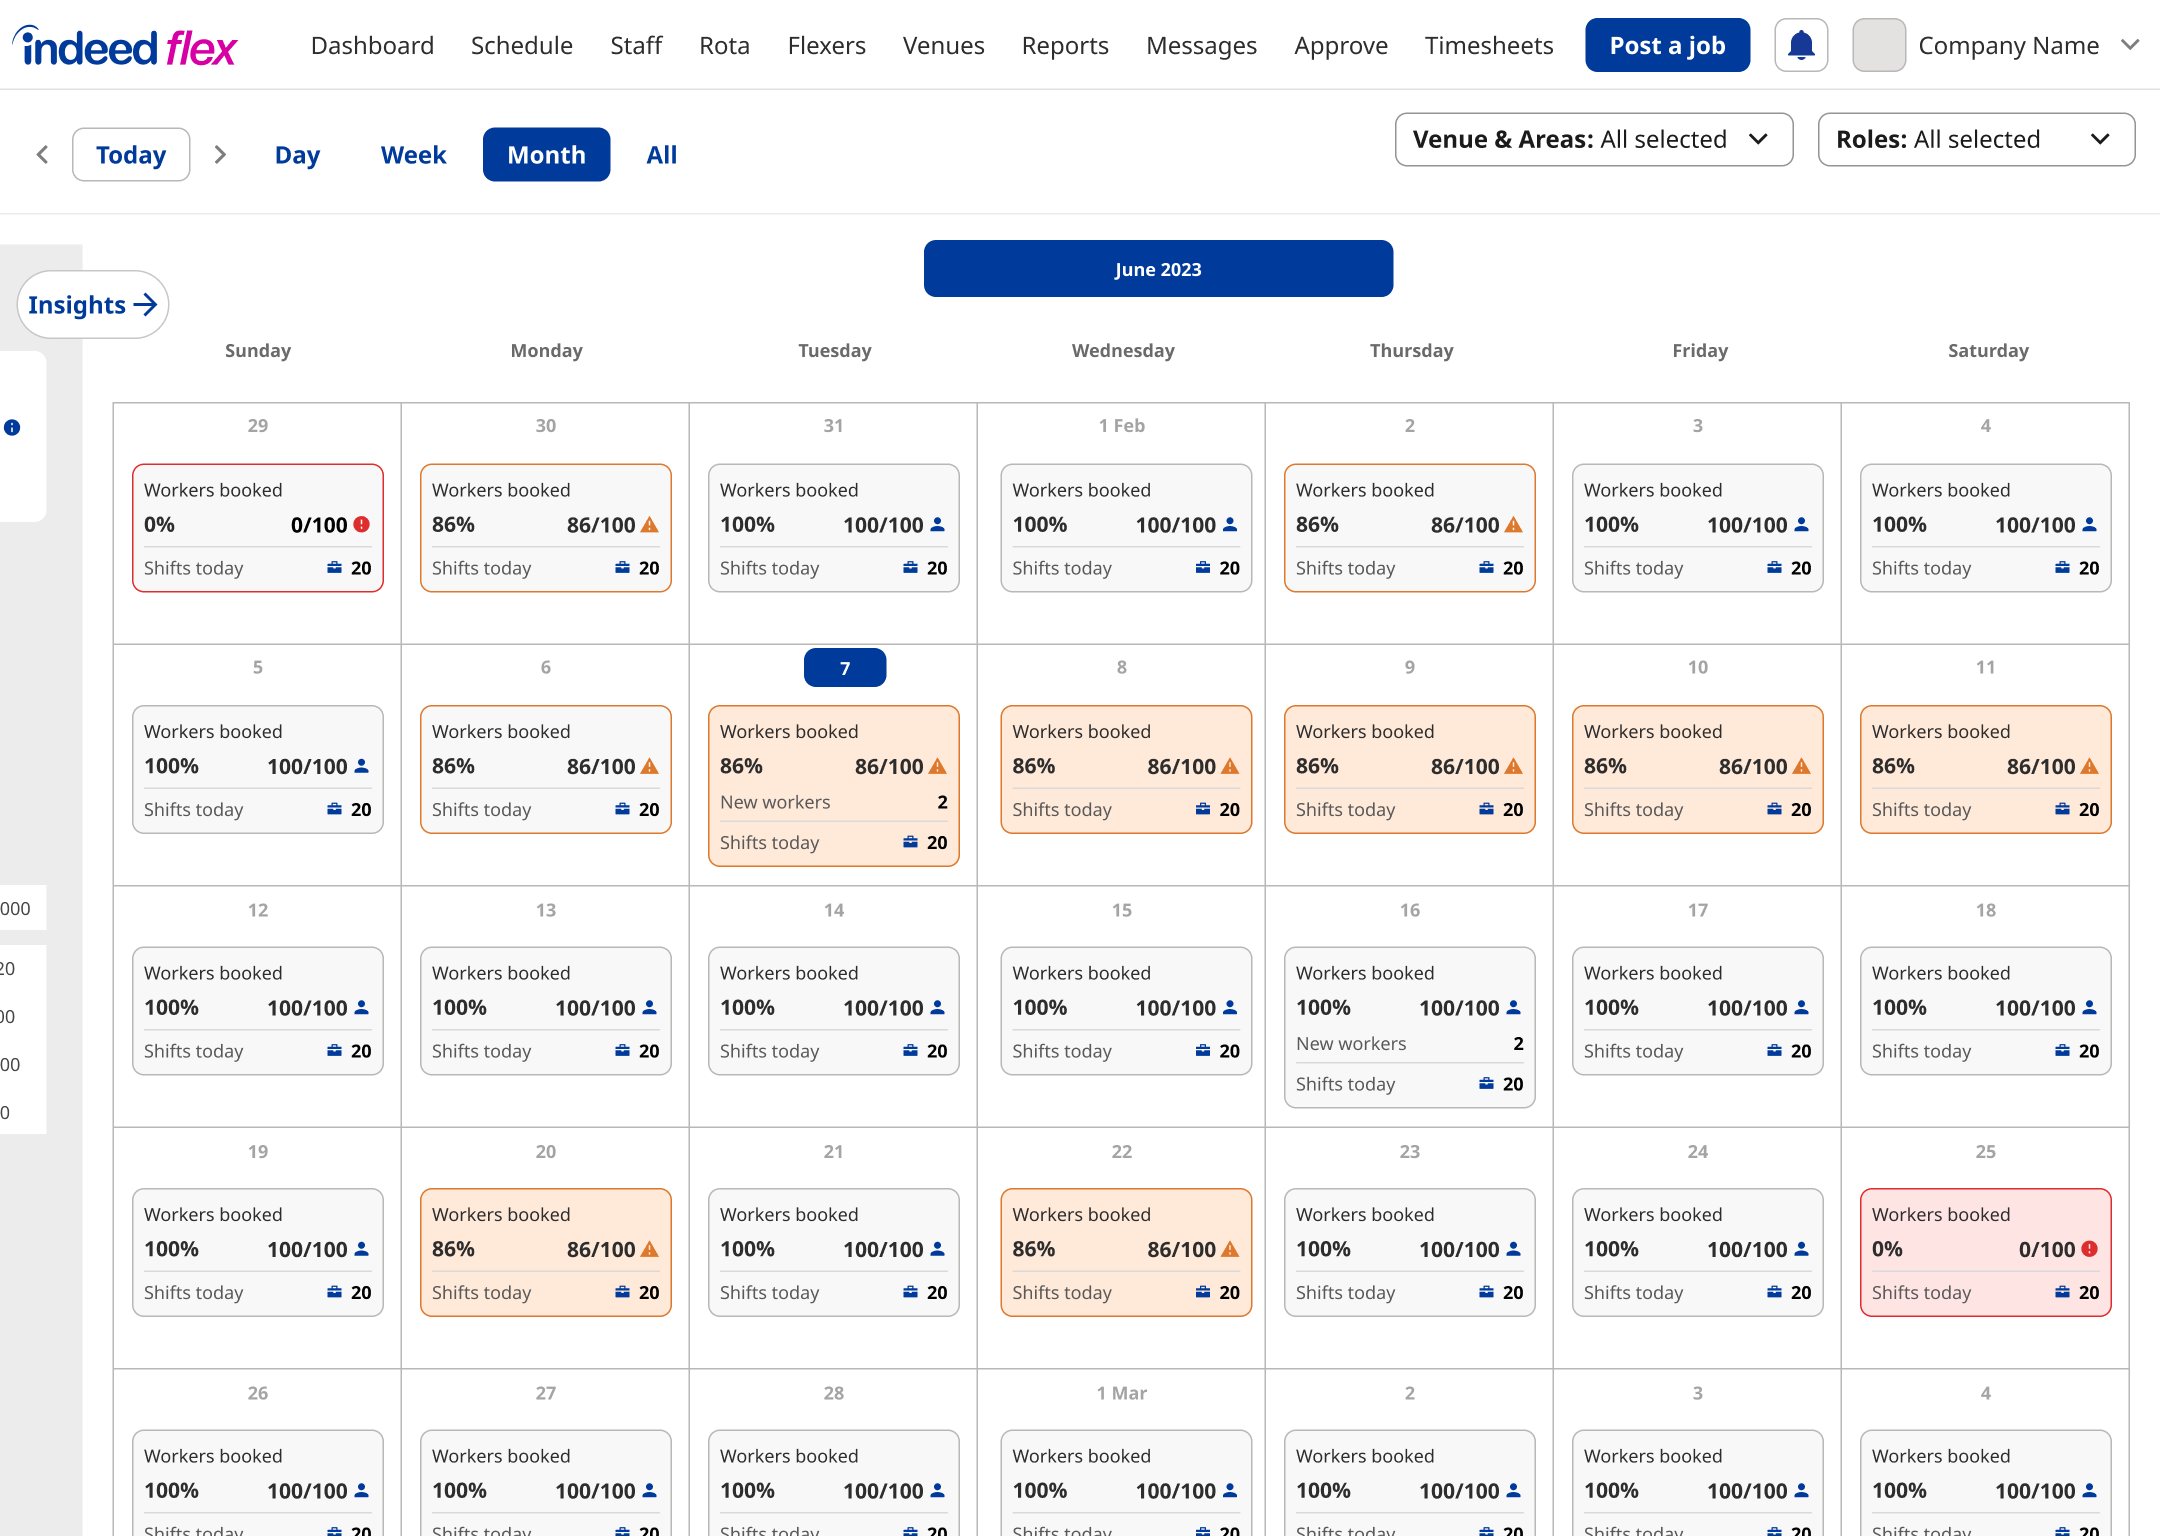 indeed flex Dashboard Schedule Staff Rota Flexers Venues Reports Messages Approve Timesheets Post a job Company Name
Today Day Week Month All Venue & Areas: All selected Roles: All selected
June 2023
Insights
Sunday Monday Tuesday Wednesday Thursday Friday Saturday
29 30 31 1 Feb 2 3 4
Workers booked Workers booked Workers booked Workers booked Workers booked Workers booked Workers booked
0% 0/100 86% 86/100 100% 100/100 100% 100/100 86% 86/100 100% 100/100 100% 100/100
Shifts today 20 Shifts today 20 Shifts today 20 Shifts today 20 Shifts today 20 Shifts today 20 Shifts today 20
5 6 7 8 9 10 11
Workers booked Workers booked Workers booked Workers booked Workers booked Workers booked Workers booked
100% 100/100 86% 86/100 86% 86/100 86% 86/100 86% 86/100 86% 86/100 86% 86/100
New workers 2
Shifts today 20 Shifts today 20 Shifts today 20 Shifts today 20 Shifts today 20 Shifts today 20
Shifts today 20
000
12 13 14 15 16 17 18
20
Workers booked Workers booked Workers booked Workers booked Workers booked Workers booked Workers booked
100% 100/100 100% 100/100 100% 100/100 100% 100/100 100% 100/100 100% 100/100 100% 100/100
00
New workers 2
Shifts today 20 Shifts today 20 Shifts today 20 Shifts today 20 Shifts today 20 Shifts today 20
00
Shifts today 20
0
19 20 21 22 23 24 25
Workers booked Workers booked Workers booked Workers booked Workers booked Workers booked Workers booked
100% 100/100 86% 86/100 100% 100/100 86% 86/100 100% 100/100 100% 100/100 0% 0/100
Shifts today 20 Shifts today 20 Shifts today 20 Shifts today 20 Shifts today 20 Shifts today 20 Shifts today 20
26 27 28 1 Mar 2 3 4
Workers booked Workers booked Workers booked Workers booked Workers booked Workers booked Workers booked
100% 100/100 100% 100/100 100% 100/100 100% 100/100 100% 100/100 100% 100/100 100% 100/100
Shifts today 20 Shifts today 20 Shifts today 20 Shifts today 20 Shifts today 20 Shifts today 20 Shifts today 20